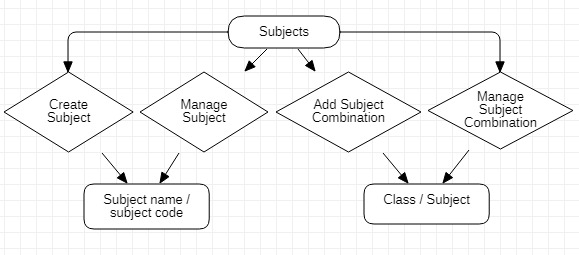 Subjects
Create
Subject
Manage
Subject
Add Subject
Combination
Manage
Subject
Combination
Subject name /
subject code
Class / Subject